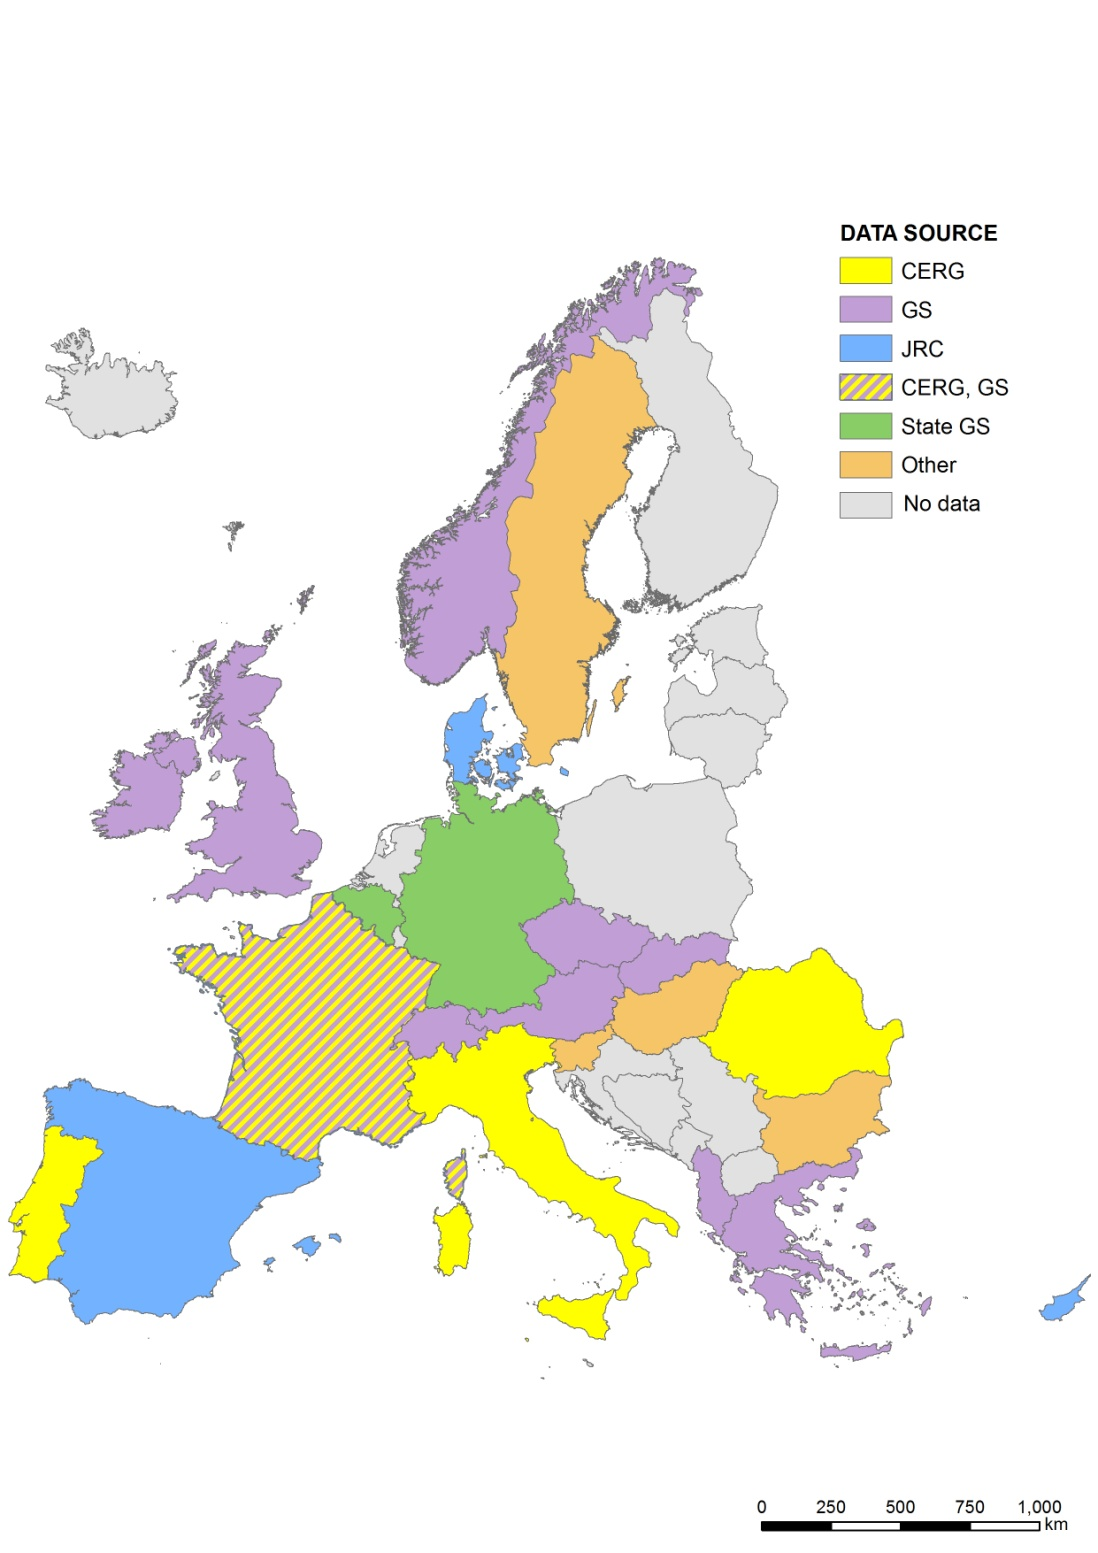 DATA SOURCE
CERG
GS
JRC
CERG, GS
State GS
Other
No data
0 250 500 750 1,000
km